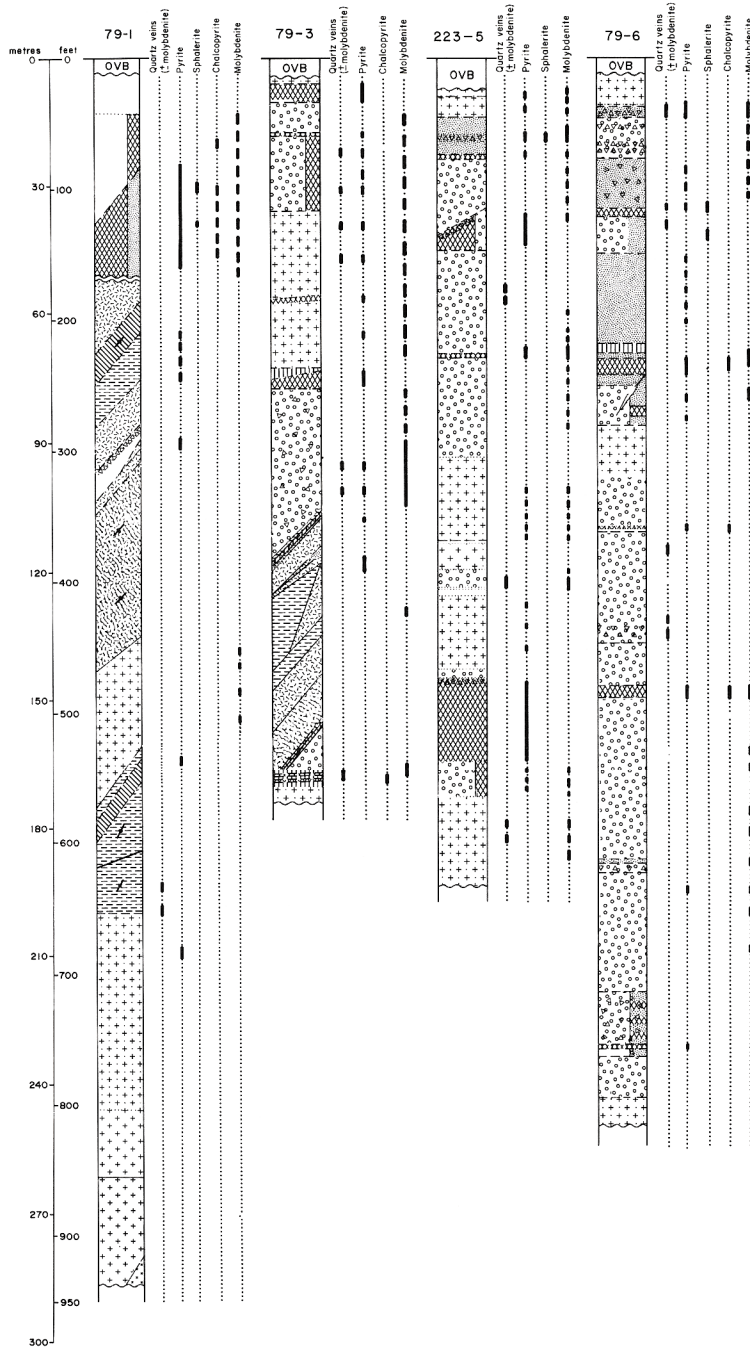 metres feet
79-1
Quartz veins
(± molybdenite)
Pyrite
Sphalerite
Chalcopyrite
Molybdenite
79-3
Quartz veins
(± molybdenite)
Pyrite
Chalcopyrite
Molybdenite
223-5
Quartz veins
(± molybdenite)
Pyrite
Sphalerite
Molybdenite
79-6
Quartz veins
(± molybdenite)
Pyrite
Sphalerite
Chalcopyrite
Molybdenite
0 0
OVB
OVB
OVB
OVB
30 100
60 200
90 300
120 400
150 500
180 600
210 700
240 800
270 900
950
300